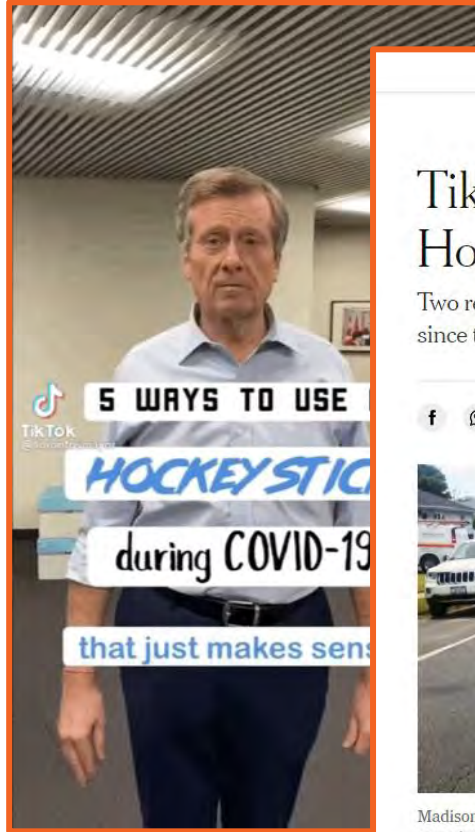 5 WAYS TO USE
HOCKEYSTIC
during COVID-19
that just makes sens
TikTok
Tik
Ho
Two re
since t
f
Madison